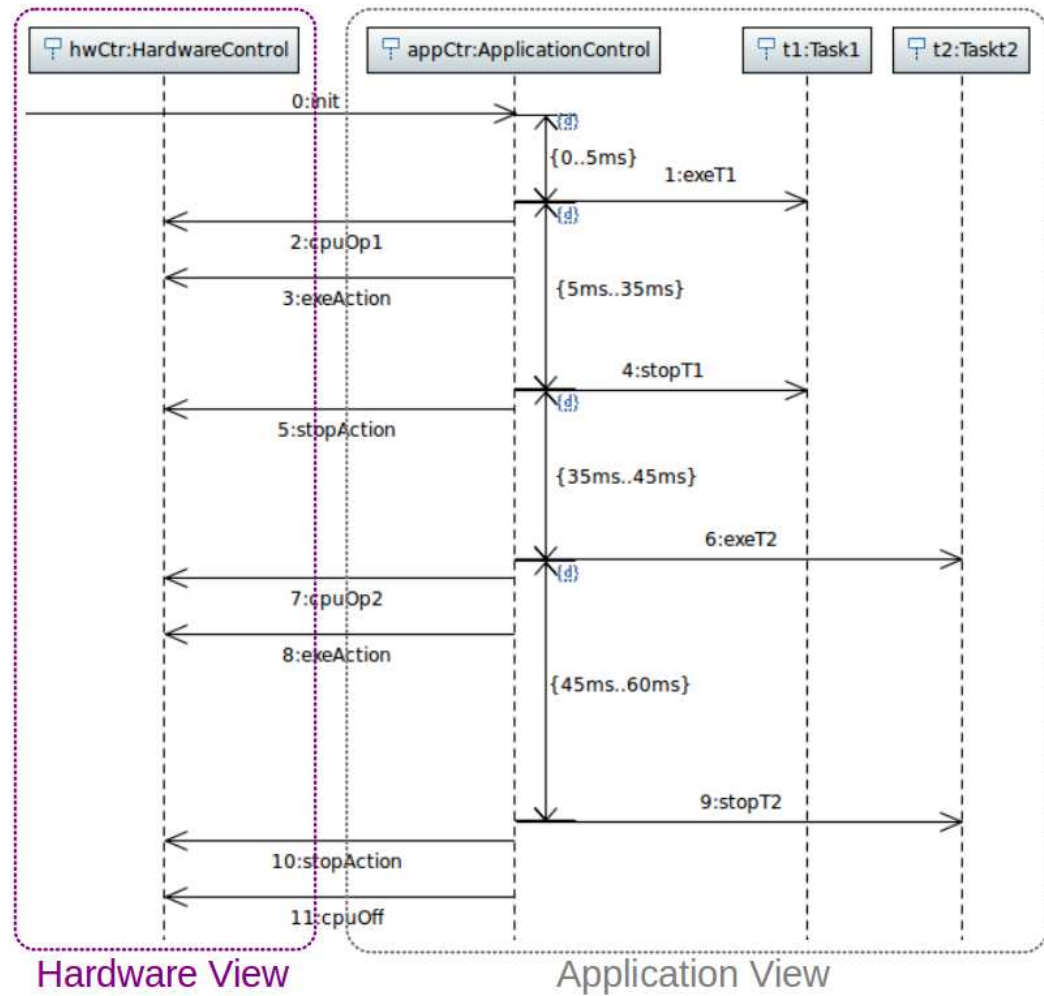 hwCtr:HardwareControl
appCtr:ApplicationControl
t1:Task1
t2:Taskt2
0:init
{d}
{0..5ms}
1:exeT1
{d}
2:cpuOp1
{5ms..35ms}
3:exeAction
4:stopT1
{d}
5:stopAction
{35ms..45ms}
6:exeT2
{d}
7:cpuOp2
8:exeAction
{45ms..60ms}
9:stopT2
10:stopAction
11:cpuOff
Hardware View
Application View